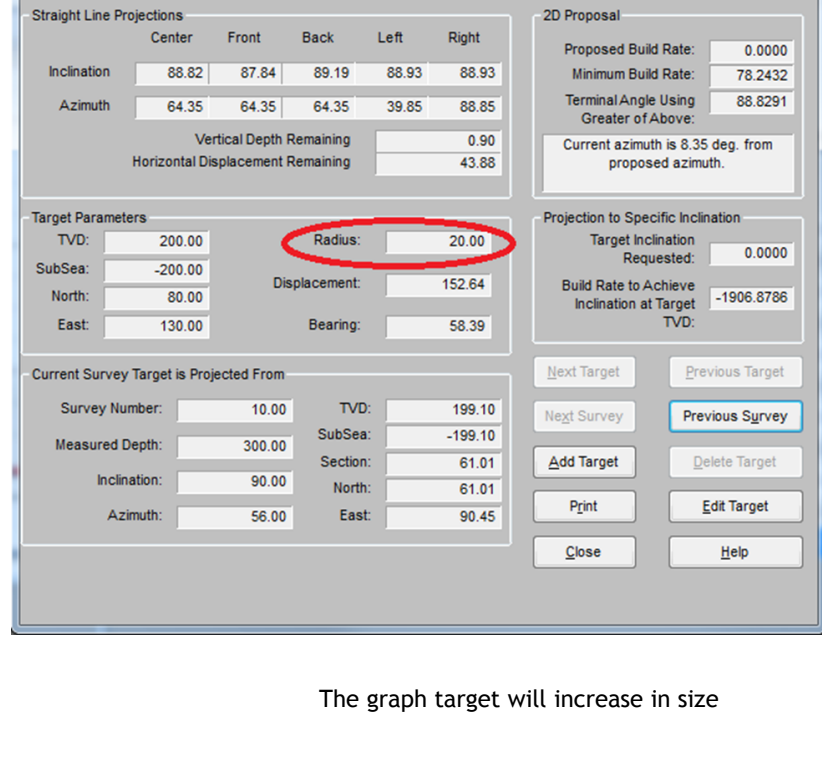 Straight Line Projections
Center Front Back Left Right
Inclination 88.82 87.84 89.19 88.93 88.93
Azimuth 64.35 64.35 64.35 39.85 88.85
Vertical Depth Remaining 0.90
Horizontal Displacement Remaining 43.88
2D Proposal
Proposed Build Rate: 0.0000
Minimum Build Rate: 78.2432
Terminal Angle Using
Greater of Above: 88.8291
Current azimuth is 8.35 deg. from
proposed azimuth.
Target Parameters
TVD: 200.00 Radius: 20.00
SubSea: -200.00 Displacement: 152.64
North: 80.00
East: 130.00 Bearing: 58.39
Projection to Specific Inclination
Target Inclination
Requested: 0.0000
Build Rate to Achieve
Inclination at Target
TVD: -1906.8786
Current Survey Target is Projected From
Survey Number: 10.00 TVD: 199.10
Measured Depth: 300.00 SubSea: -199.10
Inclination: 90.00 Section: 61.01
North: 61.01
Azimuth: 56.00 East: 90.45
Next Target Previous Target
Next Survey Previous Survey
Add Target Delete Target
Print Edit Target
Close Help
The graph target will increase in size